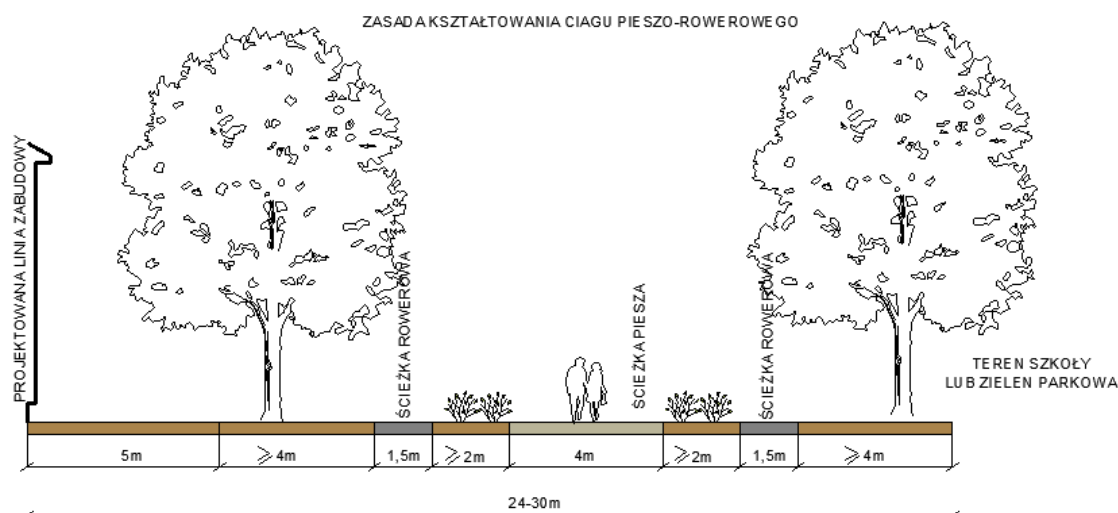 ZASADA KSZTAŁTOWANIA CIAGU PIESZO-ROWEROWEGO
PROJEKTOWANA LINIA ZABUDOWY
ŚCIEŻKA ROWEROWA
ŚCIEŻKA PIESZA
ŚCIEŻKA ROWEROWA
TEREN SZKOŁY
LUB ZIELEN PARKOWA
5m
≥4m
1,5m
≥2m
4m
≥2m
1,5m
≥4m
24-30m